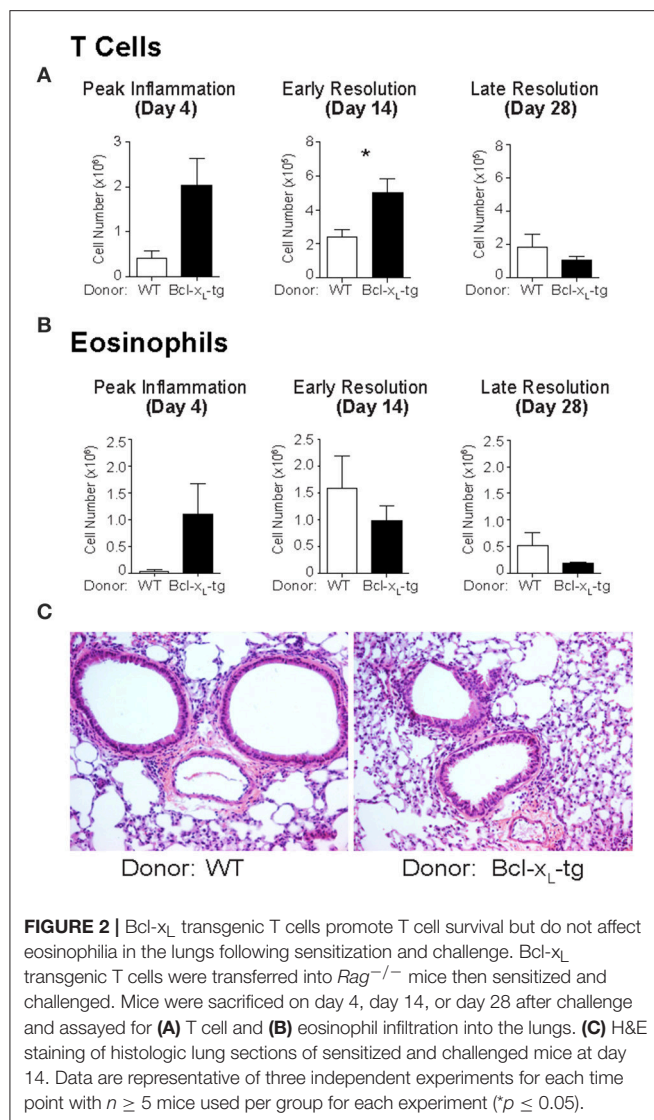 T Cells
A
Peak Inflammation Early Resolution Late Resolution
(Day 4) (Day 14) (Day 28)
Cell Number (x10⁶)
3
2
1
0
Donor: WT Bcl-xL-tg
Cell Number (x10⁵)
8
6
4
2
0
*
Donor: WT Bcl-xL-tg
Cell Number (x10⁵)
8
6
4
2
0
Donor: WT Bcl-xL-tg
B
Eosinophils
Peak Inflammation Early Resolution Late Resolution
(Day 4) (Day 14) (Day 28)
Cell Number (x10⁶)
2.5
2.0
1.5
1.0
0.5
0
Donor: WT Bcl-xL-tg
Cell Number (x10⁶)
2.5
2.0
1.5
1.0
0.5
0
Donor: WT Bcl-xL-tg
Cell Number (x10⁶)
2.5
2.0
1.5
1.0
0.5
0
Donor: WT Bcl-xL-tg
C
Donor: WT Donor: Bcl-xL-tg
FIGURE 2 | Bcl-xL transgenic T cells promote T cell survival but do not affect
eosinophilia in the lungs following sensitization and challenge. Bcl-xL
transgenic T cells were transferred into Rag−/− mice then sensitized and
challenged. Mice were sacrificed on day 4, day 14, or day 28 after challenge
and assayed for (A) T cell and (B) eosinophil infiltration into the lungs. (C) H&E
staining of histologic lung sections of sensitized and challenged mice at day
14. Data are representative of three independent experiments for each time
point with n ≥ 5 mice used per group for each experiment (*p ≤ 0.05).